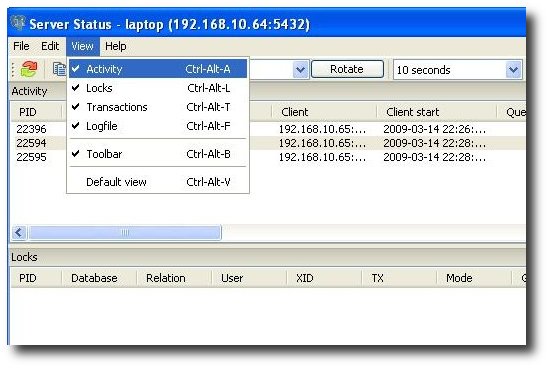 Server Status - laptop (192.168.10.64:5432)
File Edit View Help
Activity Ctrl-Alt-A
Locks Ctrl-Alt-L
Transactions Ctrl-Alt-T
Logfile Ctrl-Alt-F
Toolbar Ctrl-Alt-B
Default view Ctrl-Alt-V
Rotate 10 seconds
Activity
PID Client Client start
22396 192.168.10.65:... 2009-03-14 22:26:...
22594 192.168.10.65:... 2009-03-14 22:28:...
22595 192.168.10.65:... 2009-03-14 22:28:...
Locks
PID Database Relation User XID TX Mode